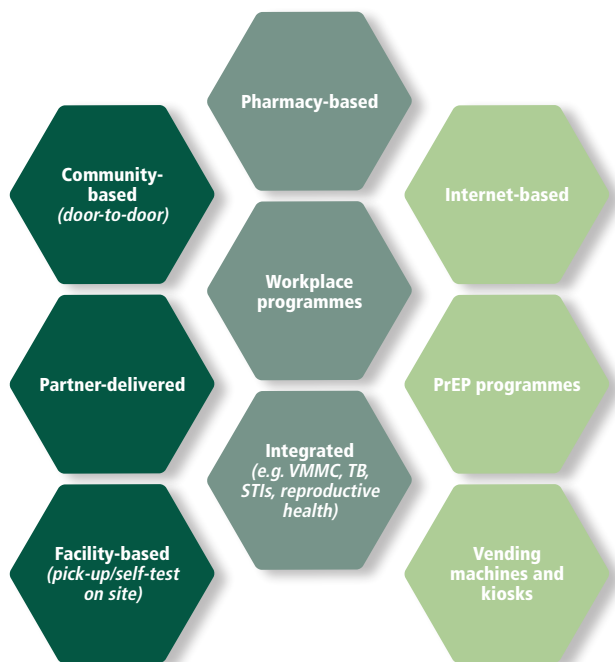 Pharmacy-based
Community-
based
(door-to-door)
Internet-based
Workplace
programmes
Partner-delivered
PrEP programmes
Integrated
(e.g. VMMC, TB,
STIs, reproductive
health)
Facility-based
(pick-up/self-test
on site)
Vending
machines and
kiosks